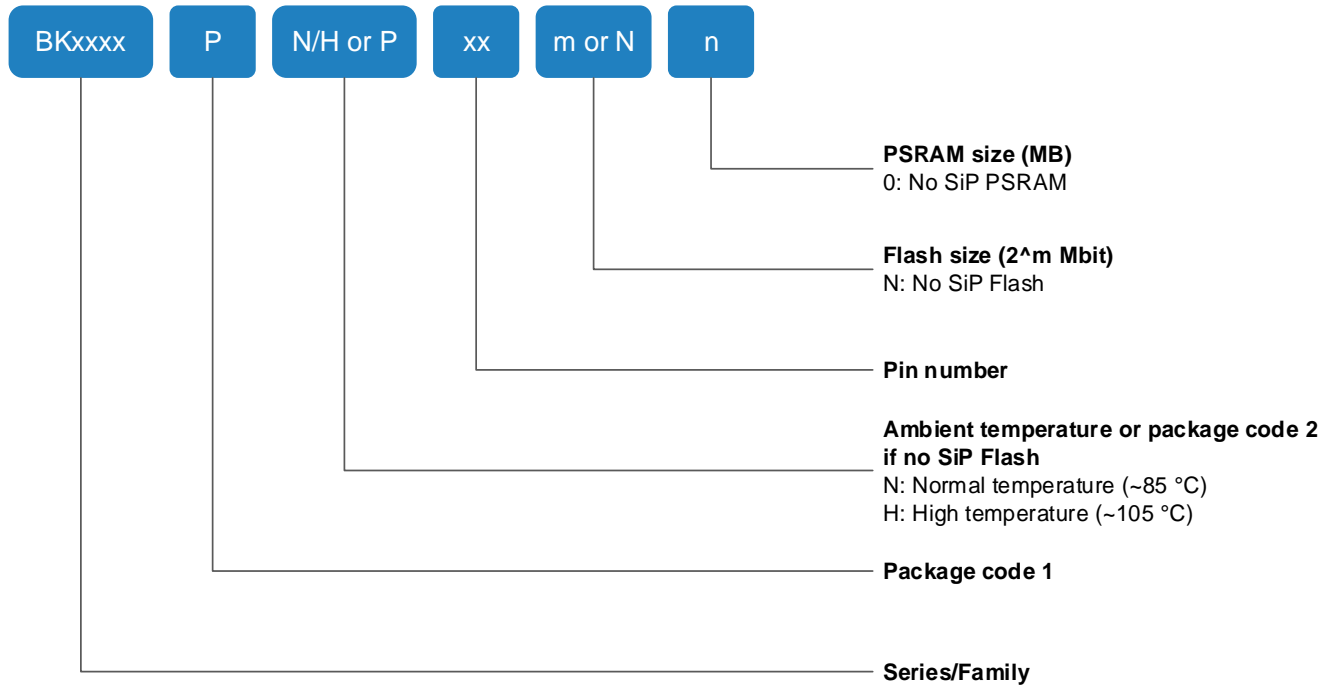 BKxxxx P N/H or P xx m or N n
PSRAM size (MB)
0: No SiP PSRAM
Flash size (2^m Mbit)
N: No SiP Flash
Pin number
Ambient temperature or package code 2
if no SiP Flash
N: Normal temperature (~85 °C)
H: High temperature (~105 °C)
Package code 1
Series/Family